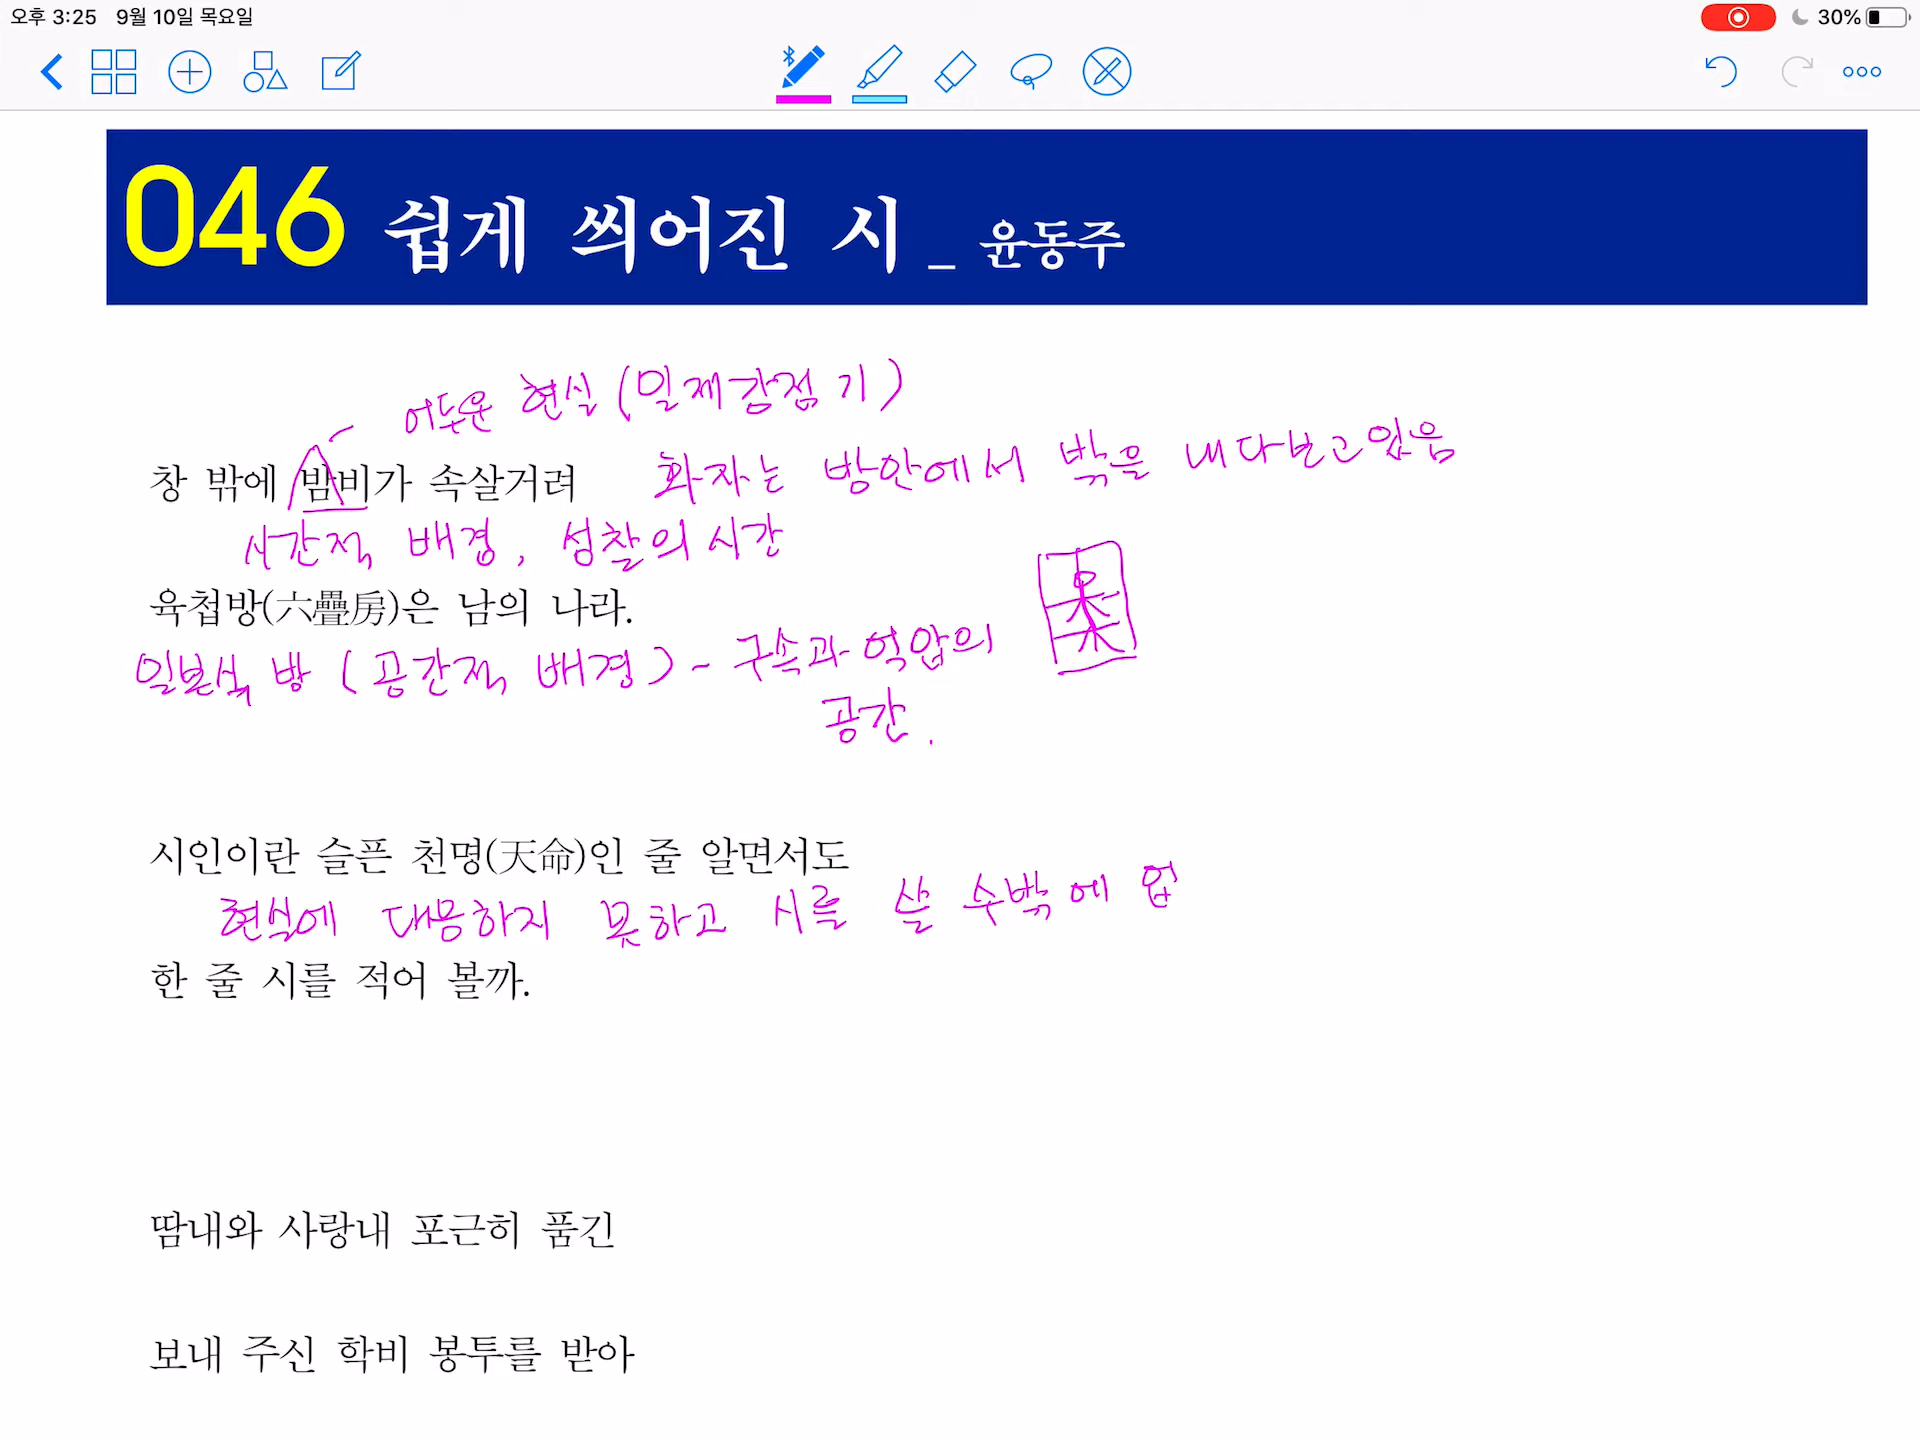 오후 3:25 9월 10일 목요일 30%
046 쉽게 씌어진 시 _ 윤동주
어두운 현실 (일제강점기)
창 밖에 밤비가 속살거려 화자는 방안에서 밖을 내다보고 있음
시간적 배경, 성찰의 시간
육첩방(六疊房)은 남의 나라.
일본식 방 (공간적 배경) - 구속과 억압의
공간.
시인이란 슬픈 천명(天命)인 줄 알면서도
현실에 대응하지 못하고 시를 쓸 수밖에 없
한 줄 시를 적어 볼까.
땀내와 사랑내 포근히 품긴
보내 주신 학비 봉투를 받아